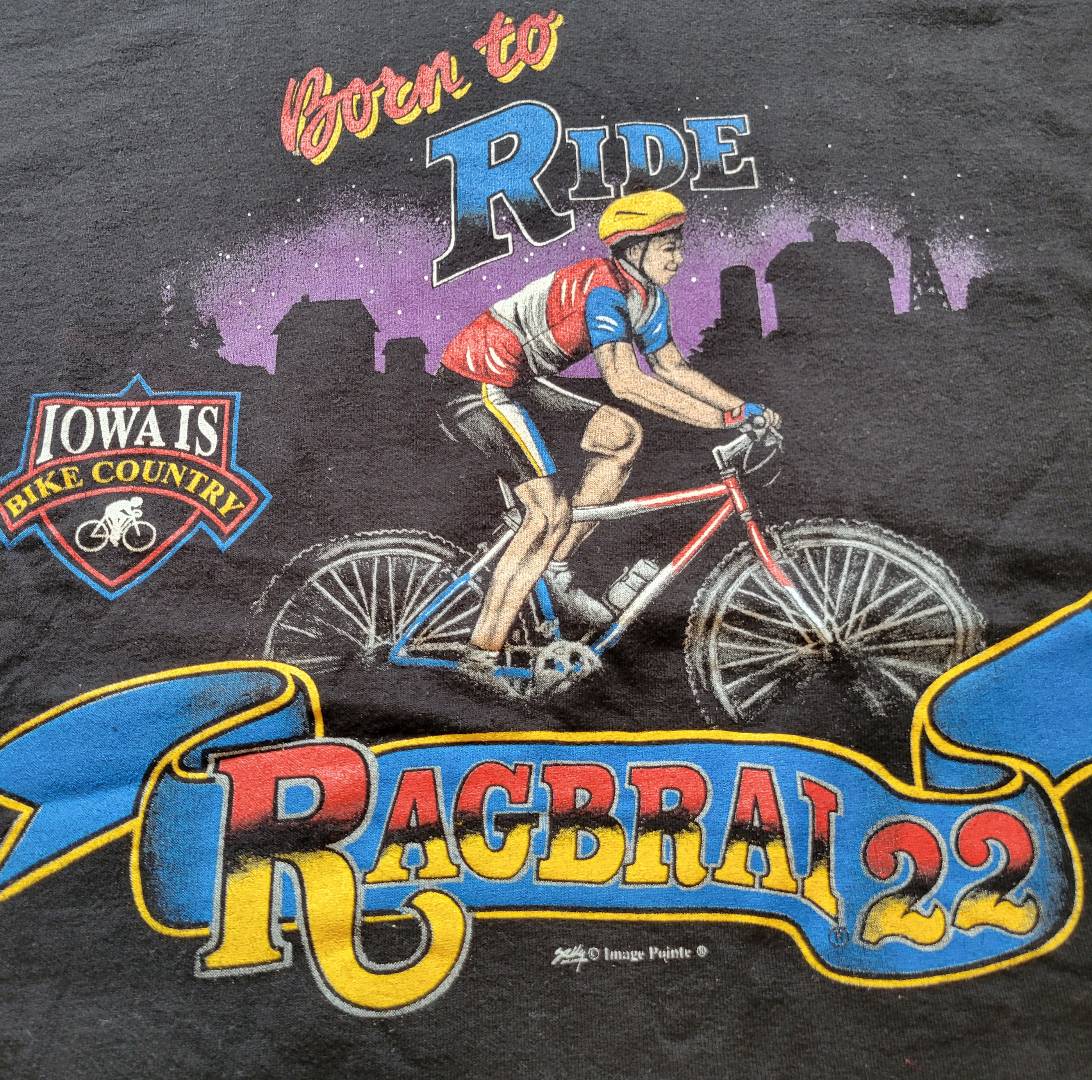 Born to
RIDE
IOWA IS
BIKE COUNTRY
RAGBRAI® 22
© Image Pointe ®